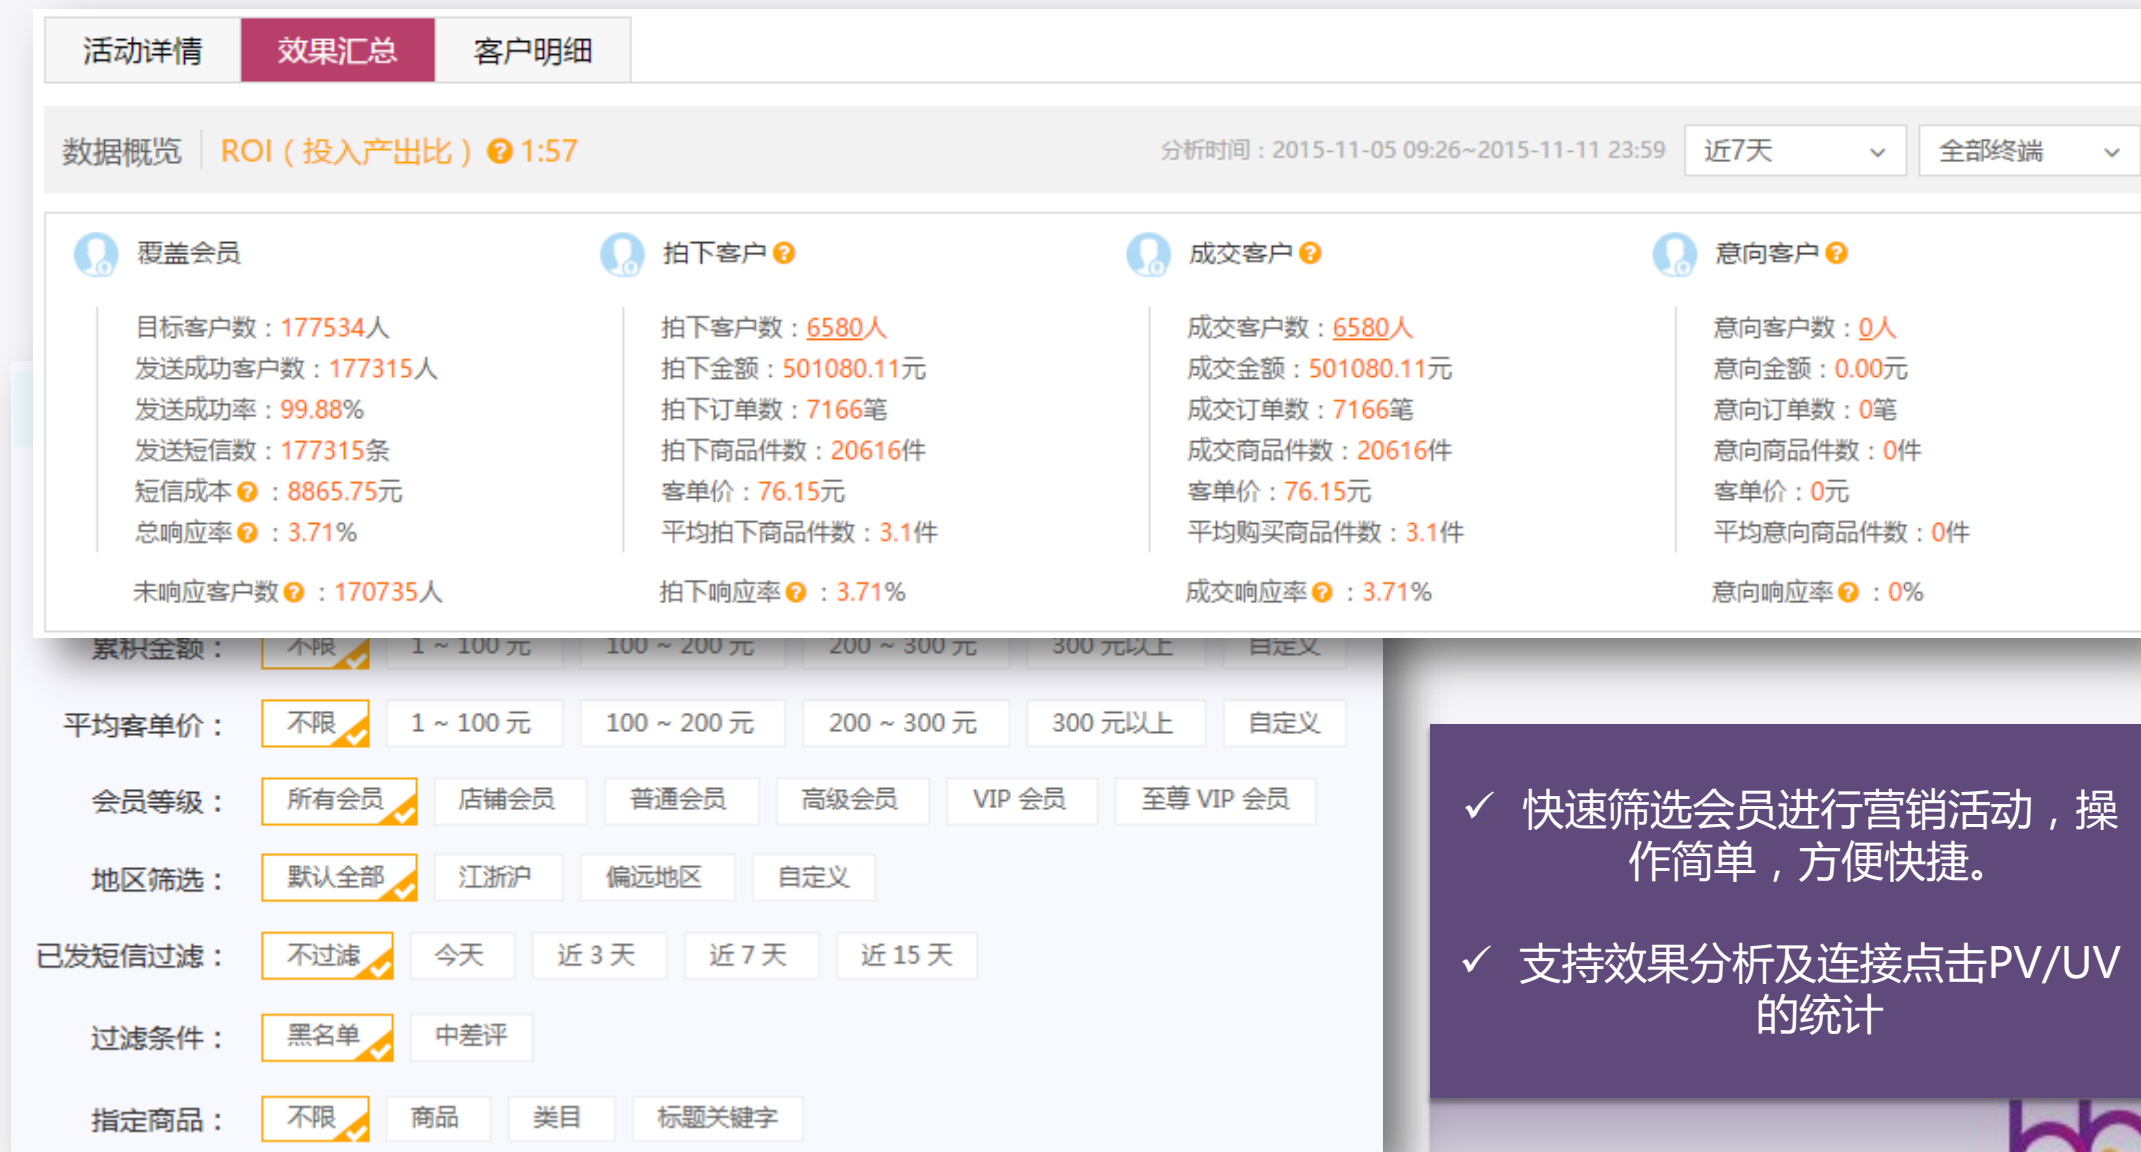 活动详情 效果汇总 客户明细
数据概览 ROI（投入产出比）? 1:57 分析时间：2015-11-05 09:26~2015-11-11 23:59 近7天 全部终端
覆盖会员
目标客户数：177534人
发送成功客户数：177315人
发送成功率：99.88%
发送短信数：177315条
短信成本?：8865.75元
总响应率?：3.71%
未响应客户数?：170735人
拍下客户?
拍下客户数：6580人
拍下金额：501080.11元
拍下订单数：7166笔
拍下商品件数：20616件
客单价：76.15元
平均拍下商品件数：3.1件
拍下响应率?：3.71%
成交客户?
成交客户数：6580人
成交金额：501080.11元
成交订单数：7166笔
成交商品件数：20616件
客单价：76.15元
平均购买商品件数：3.1件
成交响应率?：3.71%
意向客户?
意向客户数：0人
意向金额：0.00元
意向订单数：0笔
意向商品件数：0件
客单价：0元
平均意向商品件数：0件
意向响应率?：0%
累积金额： 不限 1 ~ 100 元 100 ~ 200 元 200 ~ 300 元 300 元以上 自定义
平均客单价： 不限 1 ~ 100 元 100 ~ 200 元 200 ~ 300 元 300 元以上 自定义
会员等级： 所有会员 店铺会员 普通会员 高级会员 VIP 会员 至尊 VIP 会员
地区筛选： 默认全部 江浙沪 偏远地区 自定义
已发短信过滤： 不过滤 今天 近 3 天 近 7 天 近 15 天
过滤条件： 黑名单 中差评
指定商品： 不限 商品 类目 标题关键字
✓ 快速筛选会员进行营销活动，操
作简单，方便快捷。
✓ 支持效果分析及连接点击PV/UV
的统计